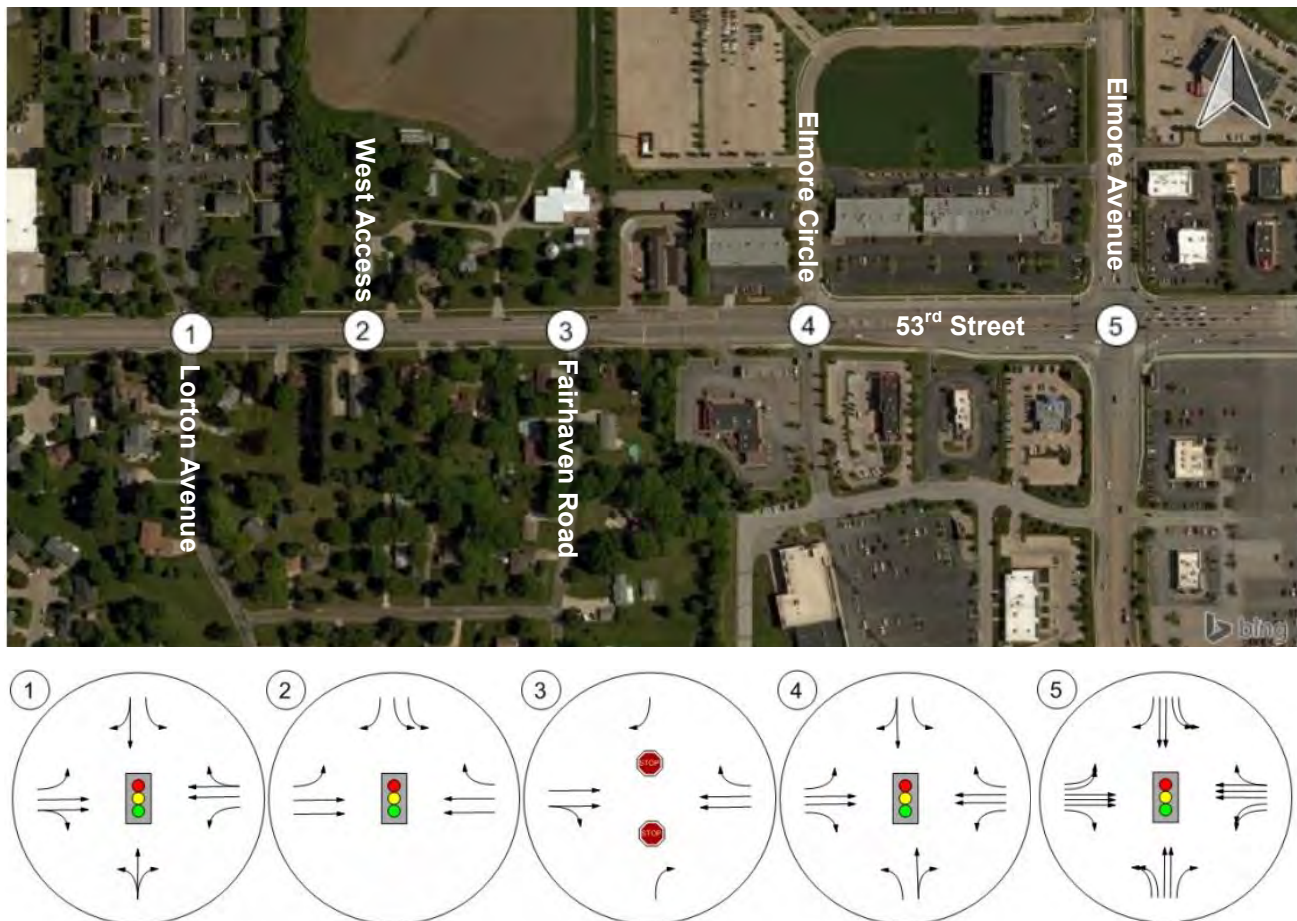 West Access
Elmore Circle
Elmore Avenue
1
2
3
4
53rd Street
5
Lorton Avenue
Fairhaven Road
bing
1
2
3
4
5
STOP
STOP